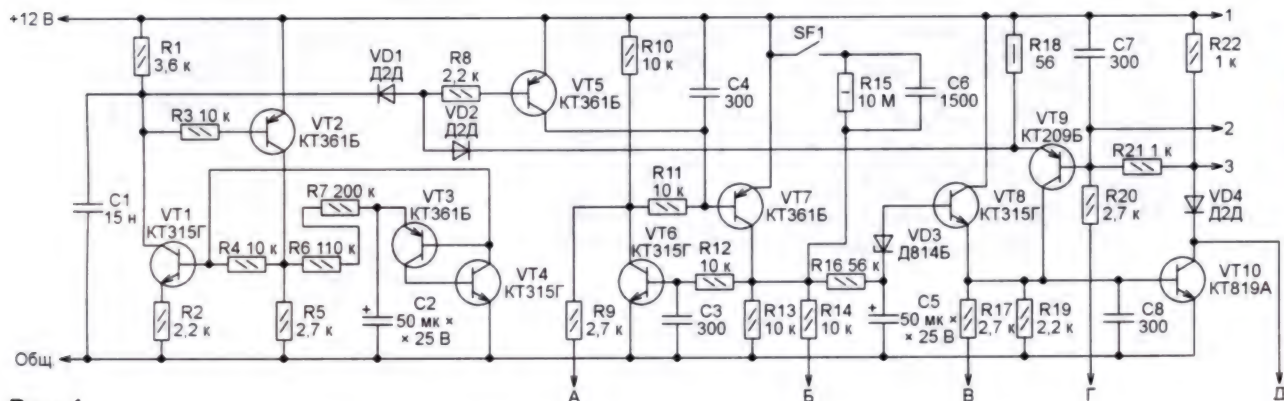 +12 В
R1
3,6 к
R3 10 к
VT2
КТ361Б
VD1
Д2Д
R8
2,2 к
VD2
Д2Д
VT5
КТ361Б
R10
10 к
C4
300
SF1
R15
10 М
C6
1500
R18
56
C7
300
R22
1 к
1
2
3
VT9
КТ209Б
R21 1 к
R20
2,7 к
VD4
Д2Д
C1
15 н
VT1
КТ315Г
R4 10 к
R2
2,2 к
R7 200 к
R6 110 к
R5
2,7 к
VT3
КТ361Б
C2
50 мк ×
× 25 В
VT4
КТ315Г
R11
10 к
VT7
КТ361Б
VT6
КТ315Г
R12
10 к
R9
2,7 к
C3
300
R13
10 к
R14
10 к
R16 56 к
VD3
Д814Б
C5
50 мк ×
× 25 В
VT8
КТ315Г
R17
2,7 к
R19
2,2 к
C8
300
VT10
КТ819А
Общ.
А
Б
В
Г
Д